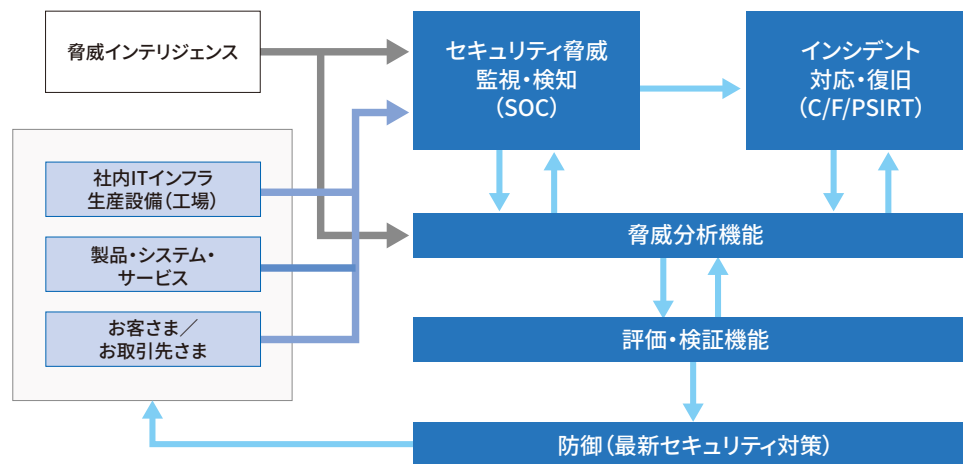 脅威インテリジェンス
セキュリティ脅威
監視・検知
(SOC)
インシデント
対応・復旧
(C/F/PSIRT)
社内ITインフラ
生産設備(工場)
製品・システム・
サービス
お客さま／
お取引先さま
脅威分析機能
評価・検証機能
防御(最新セキュリティ対策)